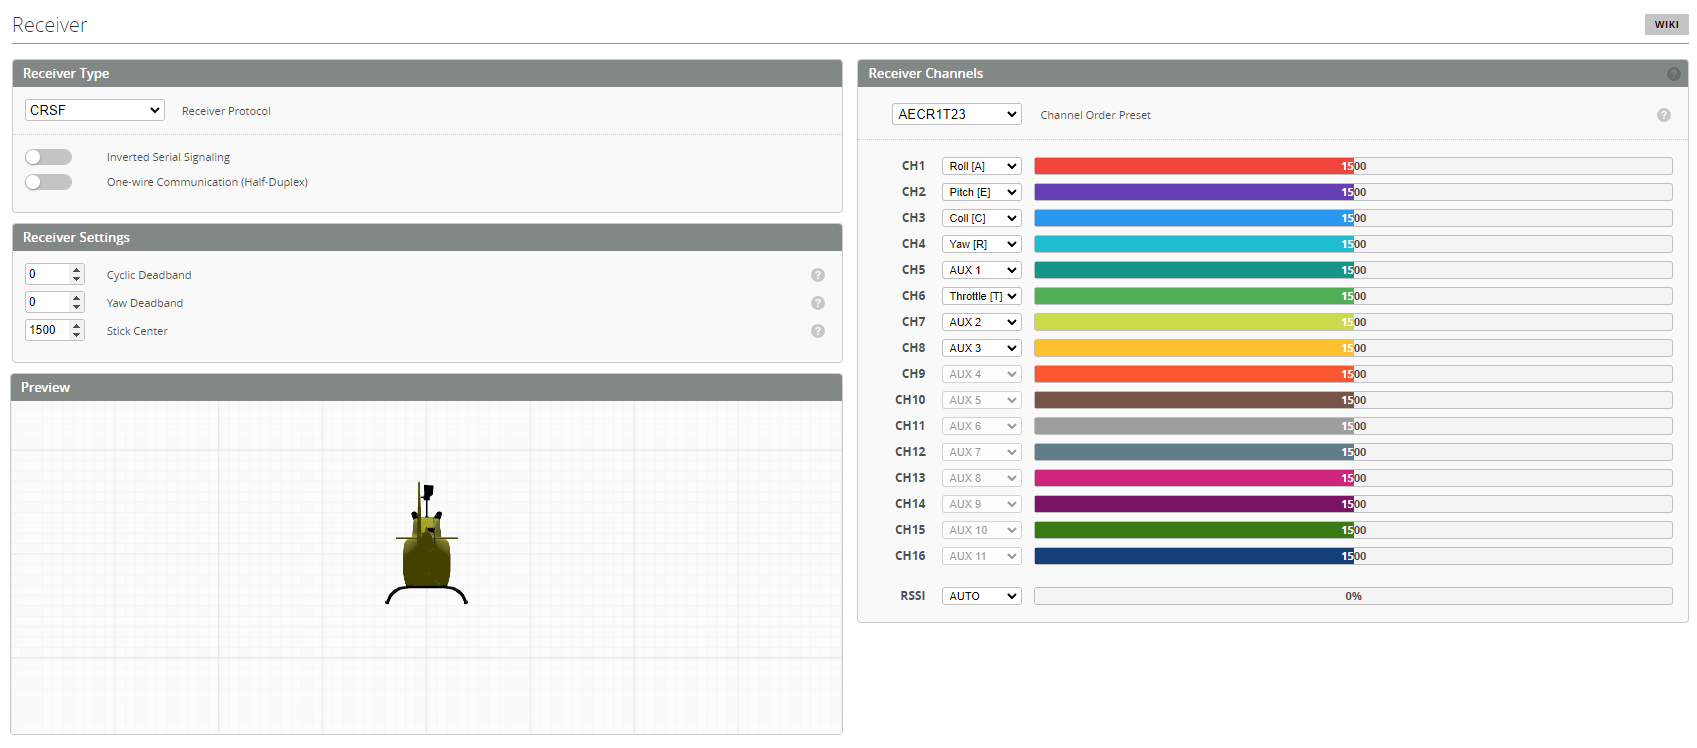 Receiver
WIKI
Receiver Type
CRSF
Receiver Protocol
Inverted Serial Signaling
One-wire Communication (Half-Duplex)
Receiver Settings
0
Cyclic Deadband
?
0
Yaw Deadband
?
1500
Stick Center
?
Preview
Receiver Channels
?
AECR1T23
Channel Order Preset
?
CH1 Roll [A] 1500
CH2 Pitch [E] 1500
CH3 Coll [C] 1500
CH4 Yaw [R] 1500
CH5 AUX 1 1500
CH6 Throttle [T] 1500
CH7 AUX 2 1500
CH8 AUX 3 1500
CH9 AUX 4 1500
CH10 AUX 5 1500
CH11 AUX 6 1500
CH12 AUX 7 1500
CH13 AUX 8 1500
CH14 AUX 9 1500
CH15 AUX 10 1500
CH16 AUX 11 1500
RSSI AUTO 0%